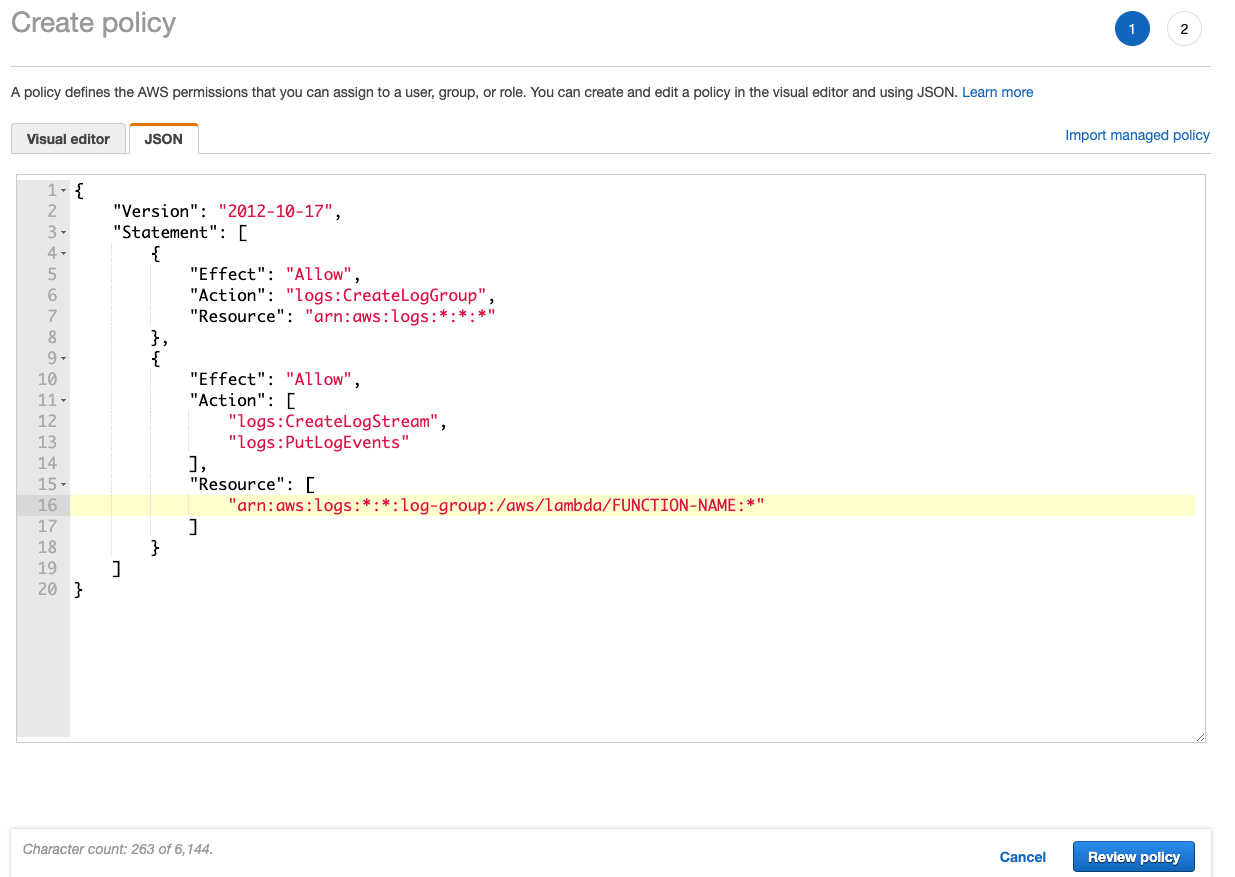 Create policy
1
2
A policy defines the AWS permissions that you can assign to a user, group, or role. You can create and edit a policy in the visual editor and using JSON. Learn more
Visual editor
JSON
Import managed policy
1 {
2     "Version": "2012-10-17",
3     "Statement": [
4         {
5             "Effect": "Allow",
6             "Action": "logs:CreateLogGroup",
7             "Resource": "arn:aws:logs:*:*:*"
8         },
9         {
10             "Effect": "Allow",
11             "Action": [
12                 "logs:CreateLogStream",
13                 "logs:PutLogEvents"
14             ],
15             "Resource": [
16                 "arn:aws:logs:*:*:log-group:/aws/lambda/FUNCTION-NAME:*"
17             ]
18         }
19     ]
20 }
Character count: 263 of 6,144.
Cancel
Review policy